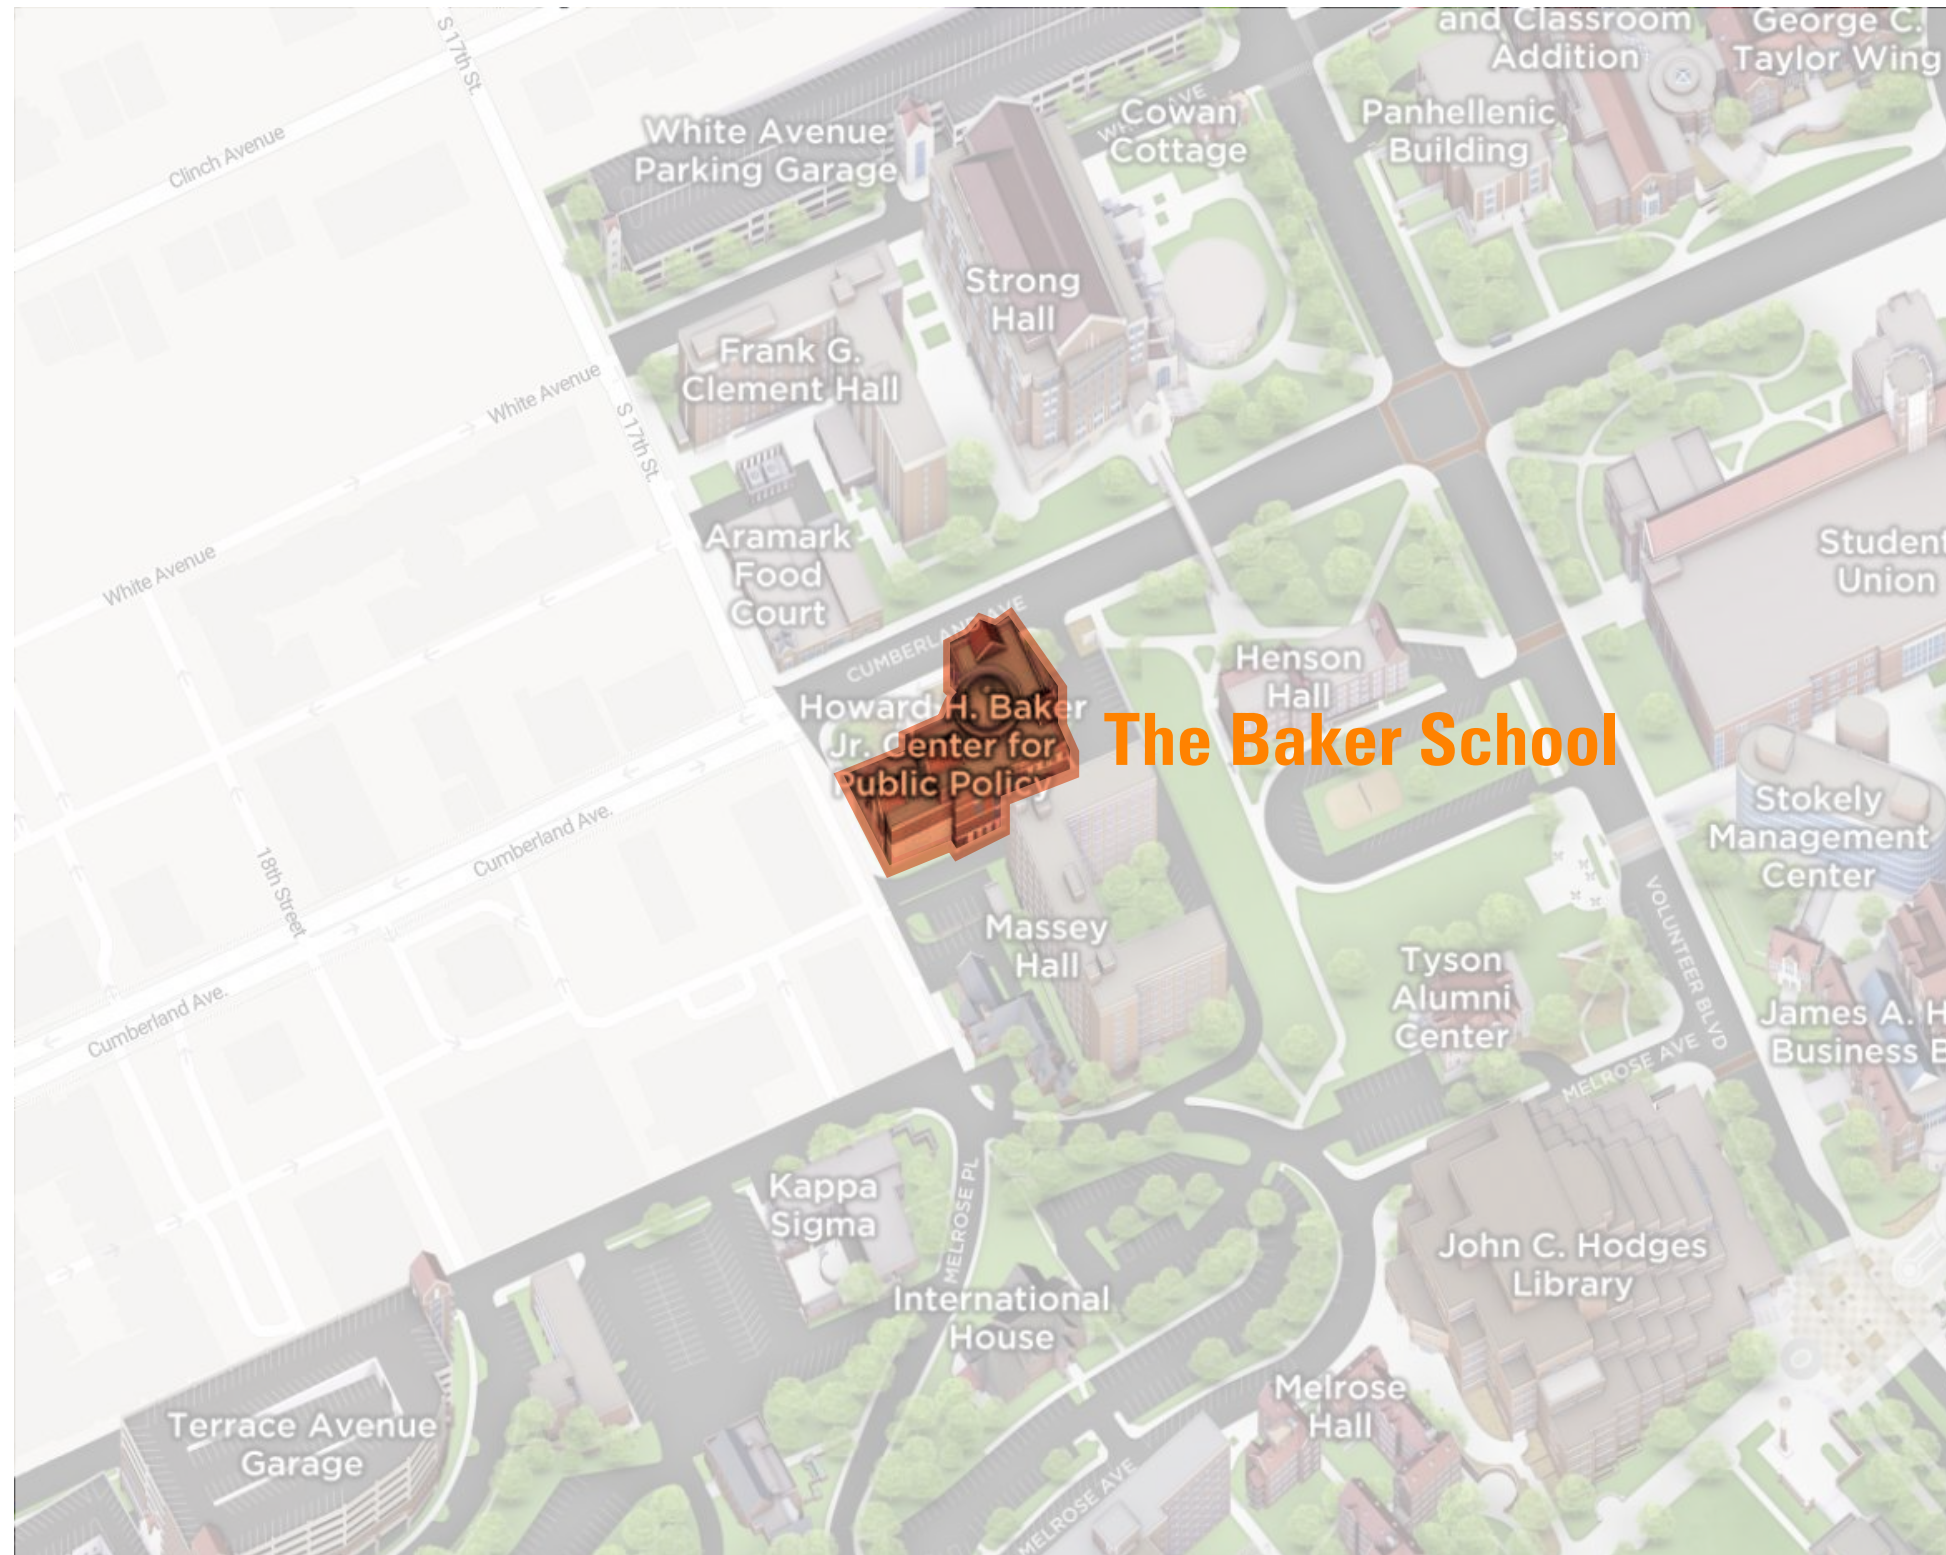 and Classroom
Addition
George C.
Taylor Wing
S 17th St.
Clinch Avenue
White Avenue
Parking Garage
Cowan
Cottage
Panhellenic
Building
Strong
Hall
Frank G.
Clement Hall
White Avenue
S 17th St.
Aramark
Food
Court
Student
Union
White Avenue
CUMBERLAND AVE
Henson
Hall
Howard H. Baker
Jr. Center for
Public Policy
The Baker School
Stokely
Management
Center
Cumberland Ave.
18th Street
VOLUNTEER BLVD
Massey
Hall
Tyson
Alumni
Center
Cumberland Ave.
James A. H
Business B
MELROSE AVE
Kappa
Sigma
MELROSE PL
John C. Hodges
Library
International
House
Melrose
Hall
Terrace Avenue
Garage
MELROSE AVE